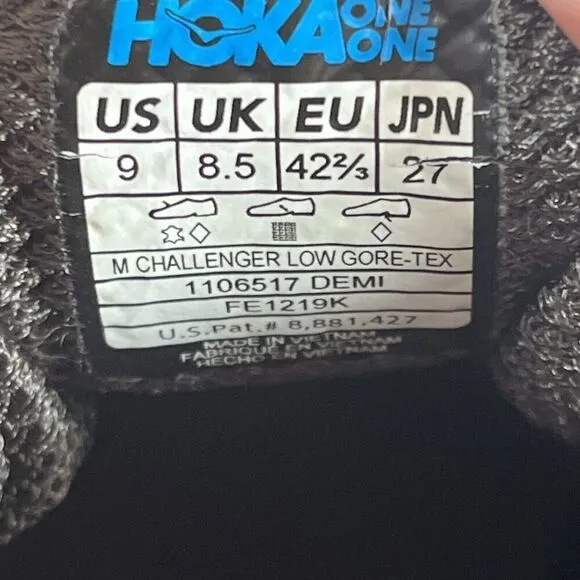 HOKA ONE ONE
US UK EU JPN
9 8.5 42⅔ 27
M CHALLENGER LOW GORE-TEX
1106517 DEMI
FE1219K
U.S.Pat.# 8,881,427
MADE IN VIETNAM
FABRIQUE AU VIETNAM
HECHO EN VIETNAM